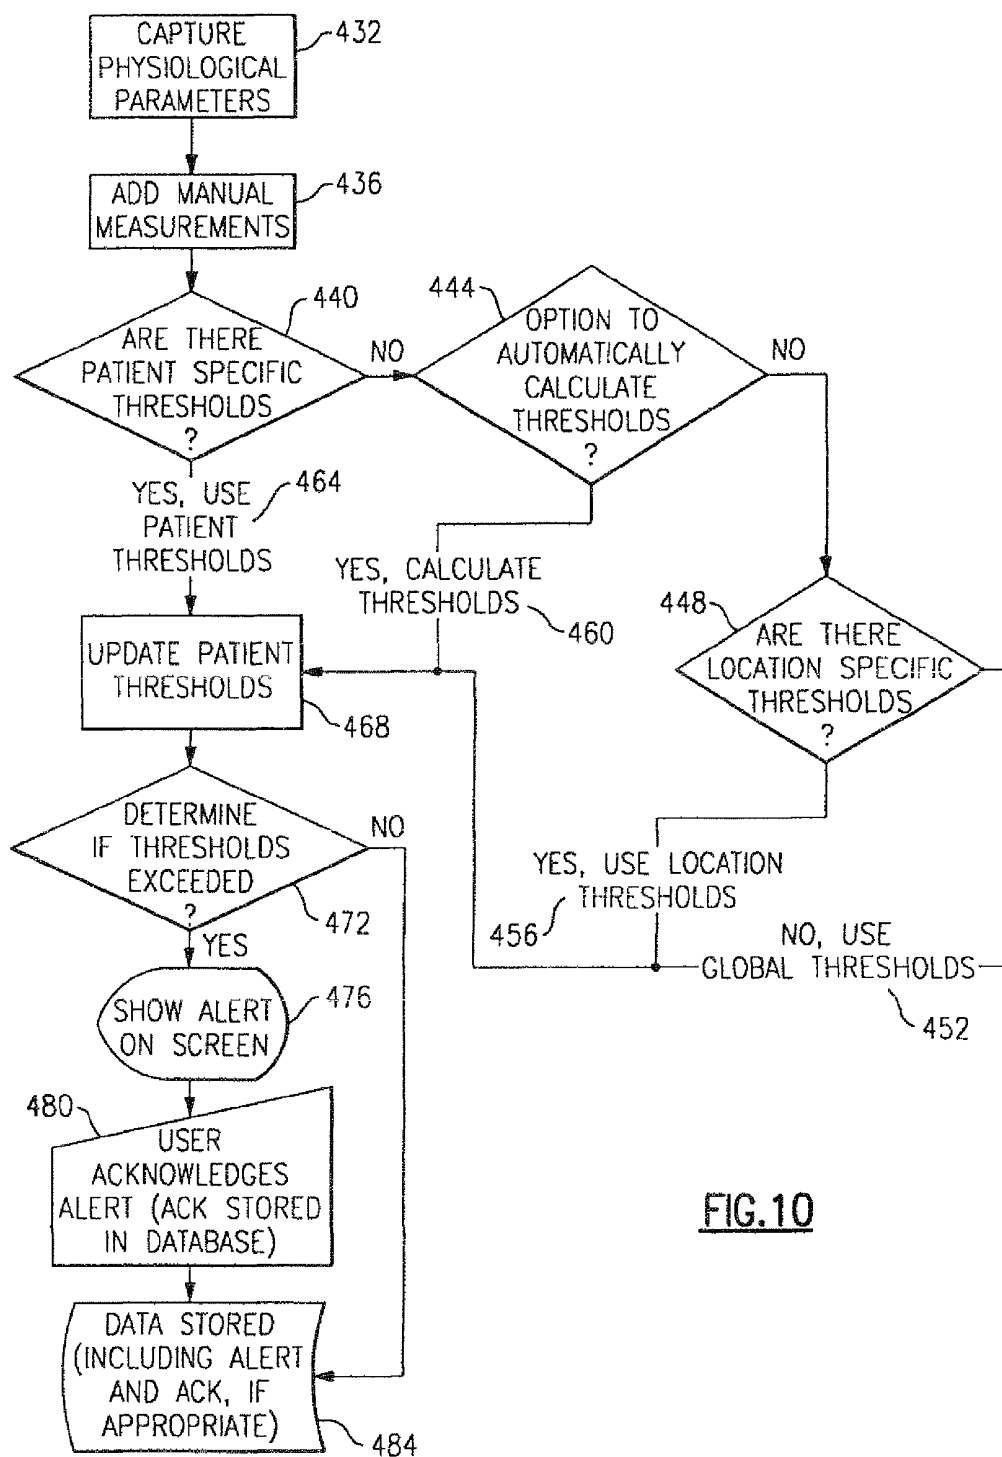 CAPTURE
PHYSIOLOGICAL
PARAMETERS
432
ADD MANUAL
MEASUREMENTS
436
ARE THERE
PATIENT SPECIFIC
THRESHOLDS
?
440
NO
444
OPTION TO
AUTOMATICALLY
CALCULATE
THRESHOLDS
?
NO
YES, USE
PATIENT
THRESHOLDS
464
YES, CALCULATE
THRESHOLDS
460
448
ARE THERE
LOCATION SPECIFIC
THRESHOLDS
?
UPDATE PATIENT
THRESHOLDS
468
DETERMINE
IF THRESHOLDS
EXCEEDED
?
NO
472
YES
YES, USE LOCATION
THRESHOLDS
456
NO, USE
GLOBAL THRESHOLDS
452
SHOW ALERT
ON SCREEN
476
480
USER
ACKNOWLEDGES
ALERT (ACK STORED
IN DATABASE)
FIG.10
DATA STORED
(INCLUDING ALERT
AND ACK, IF
APPROPRIATE)
484